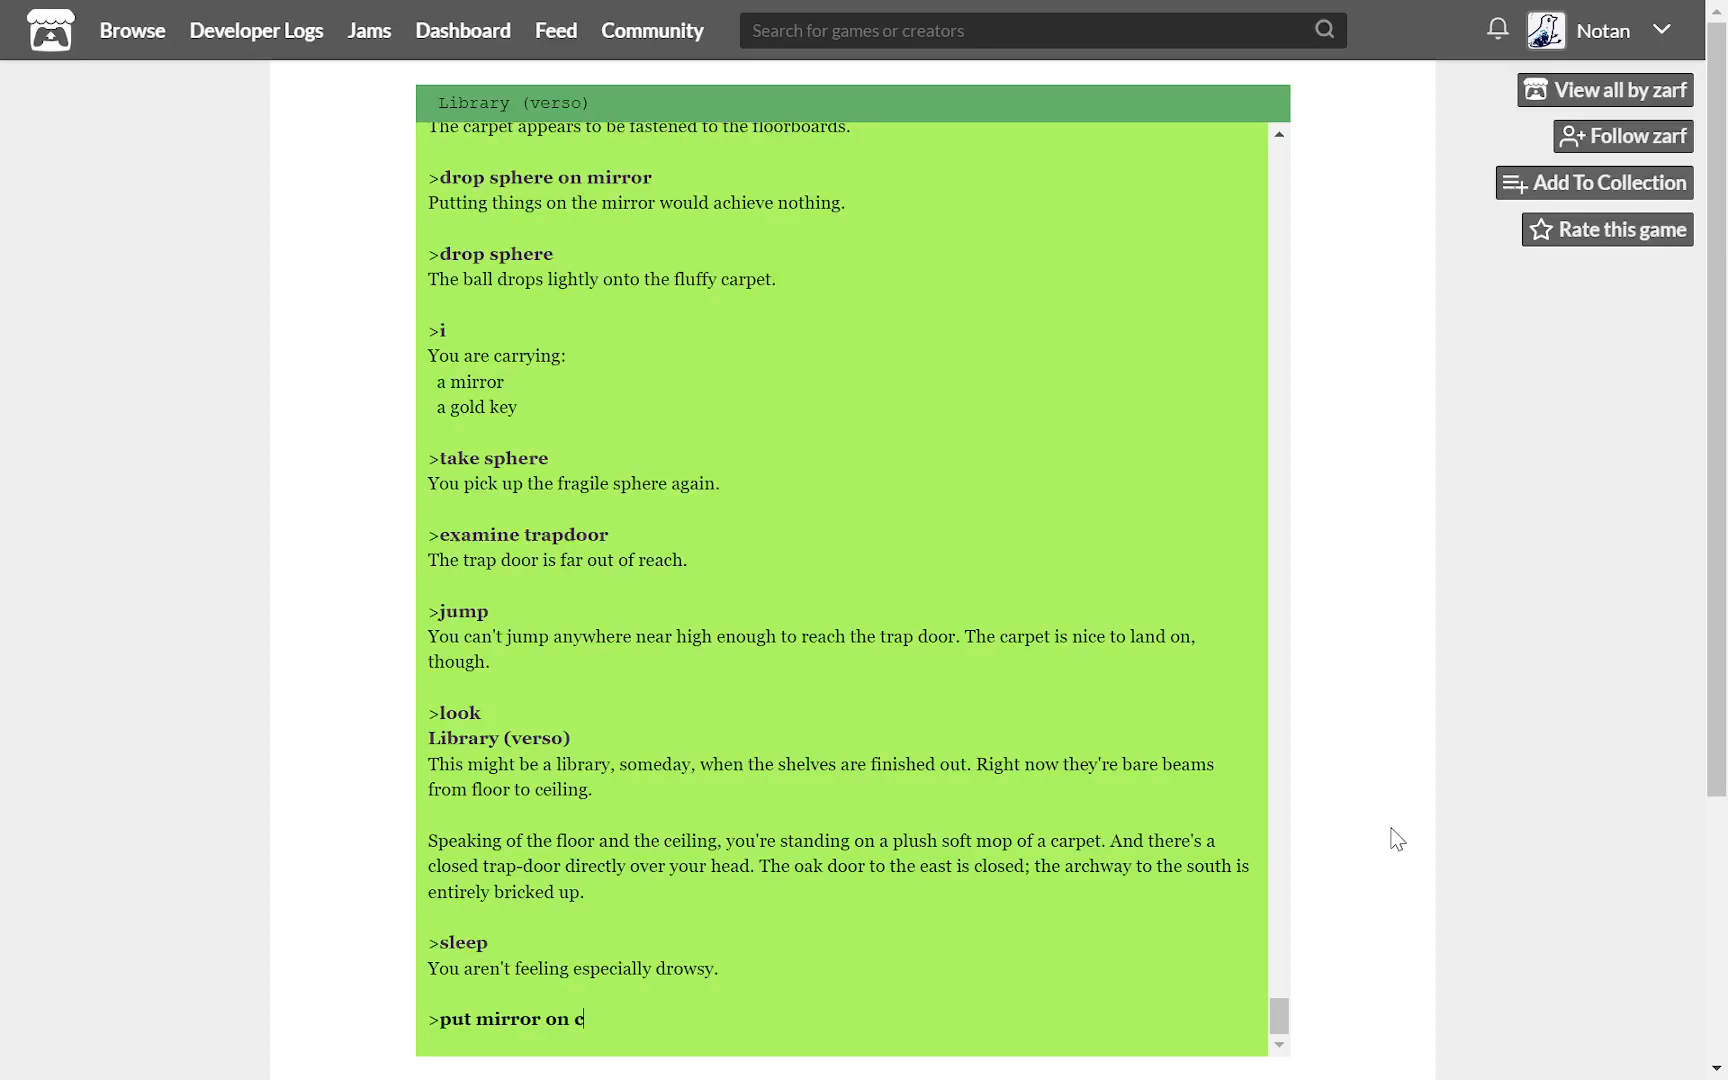 Browse Developer Logs Jams Dashboard Feed Community Search for games or creators Notan
View all by zarf
Follow zarf
Add To Collection
Rate this game
Library (verso)
The carpet appears to be fastened to the floorboards.
>drop sphere on mirror
Putting things on the mirror would achieve nothing.
>drop sphere
The ball drops lightly onto the fluffy carpet.
>i
You are carrying:
a mirror
a gold key
>take sphere
You pick up the fragile sphere again.
>examine trapdoor
The trap door is far out of reach.
>jump
You can't jump anywhere near high enough to reach the trap door. The carpet is nice to land on,
though.
>look
Library (verso)
This might be a library, someday, when the shelves are finished out. Right now they're bare beams
from floor to ceiling.
Speaking of the floor and the ceiling, you're standing on a plush soft mop of a carpet. And there's a
closed trap-door directly over your head. The oak door to the east is closed; the archway to the south is
entirely bricked up.
>sleep
You aren't feeling especially drowsy.
>put mirror on c